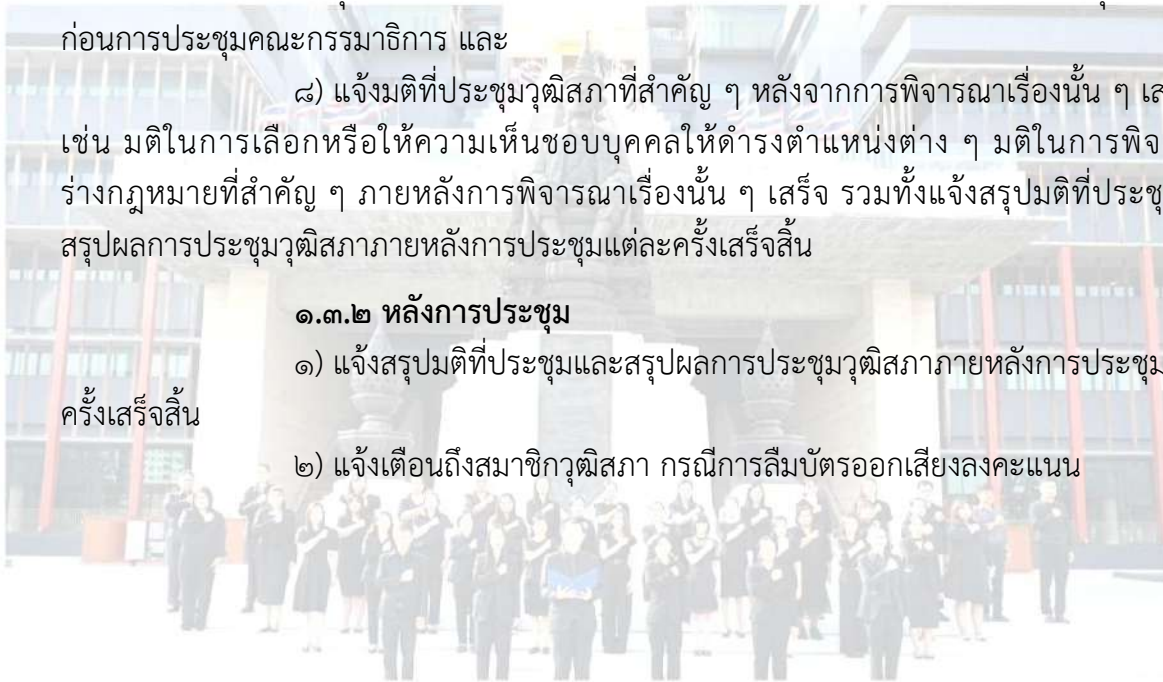 ก่อนการประชุมคณะกรรมาธิการ และ
๘) แจ้งมติที่ประชุมวุฒิสภาที่สำคัญ ๆ หลังจากการพิจารณาเรื่องนั้น ๆ
เช่น มติในการเลือกหรือให้ความเห็นชอบบุคคลให้ดำรงตำแหน่งต่าง ๆ มติในการ
ร่างกฎหมายที่สำคัญ ๆ ภายหลังการพิจารณาเรื่องนั้น ๆ เสร็จ รวมทั้งแจ้งสรุปมติที่
สรุปผลการประชุมวุฒิสภาภายหลังการประชุมแต่ละครั้งเสร็จสิ้น
๑.๓.๒ หลังการประชุม
๑) แจ้งสรุปมติที่ประชุมและสรุปผลการประชุมวุฒิสภาภายหลังการประชุม
ครั้งเสร็จสิ้น
๒) แจ้งเตือนถึงสมาชิกวุฒิสภา กรณีการลืมบัตรออกเสียงลงคะแนน